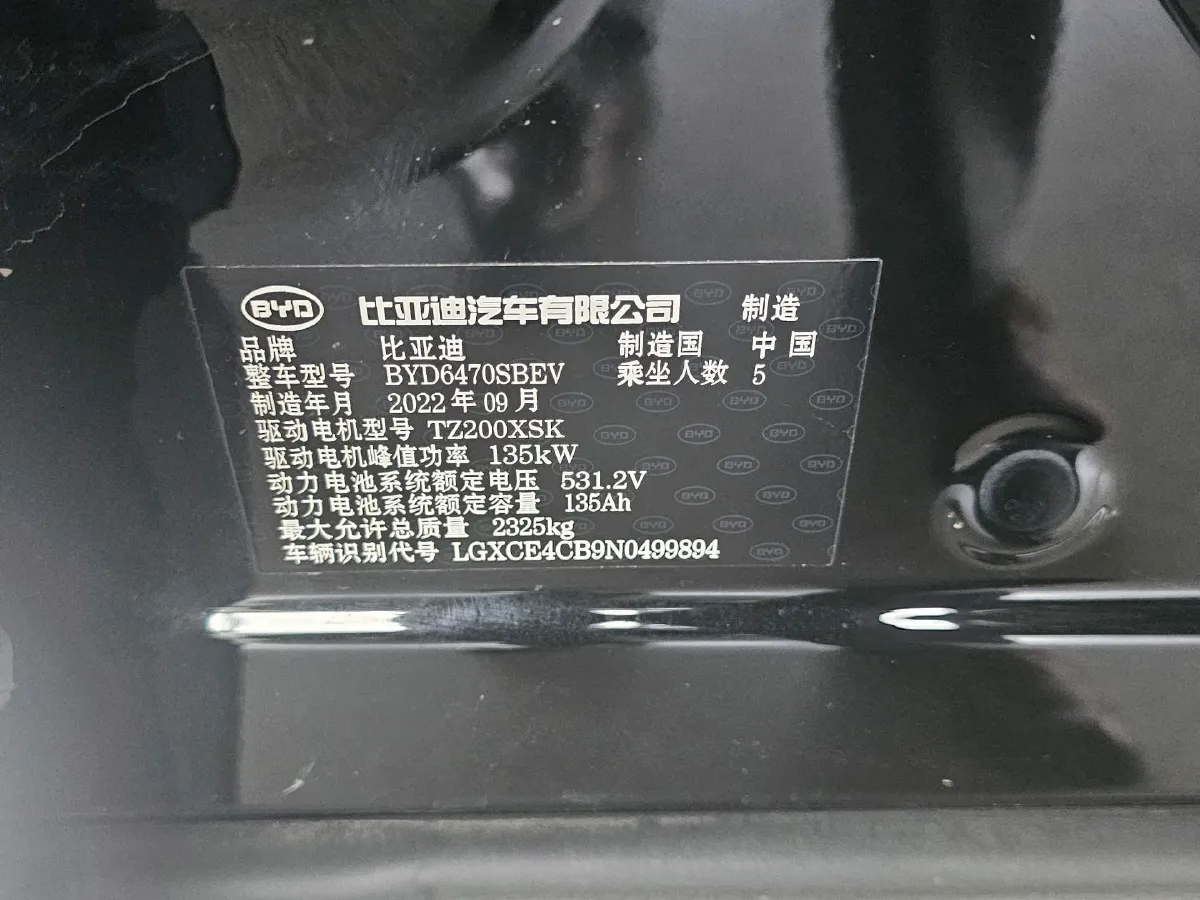 BYD 比亚迪汽车有限公司 制造
品牌 比亚迪 制造国 中国
整车型号 BYD6470SBEV 乘坐人数 5
制造年月 2022年09月
驱动电机型号 TZ200XSK
驱动电机峰值功率 135kW
动力电池系统额定电压 531.2V
动力电池系统额定容量 135Ah
最大允许总质量 2325kg
车辆识别代号 LGXCE4CB9N0499894